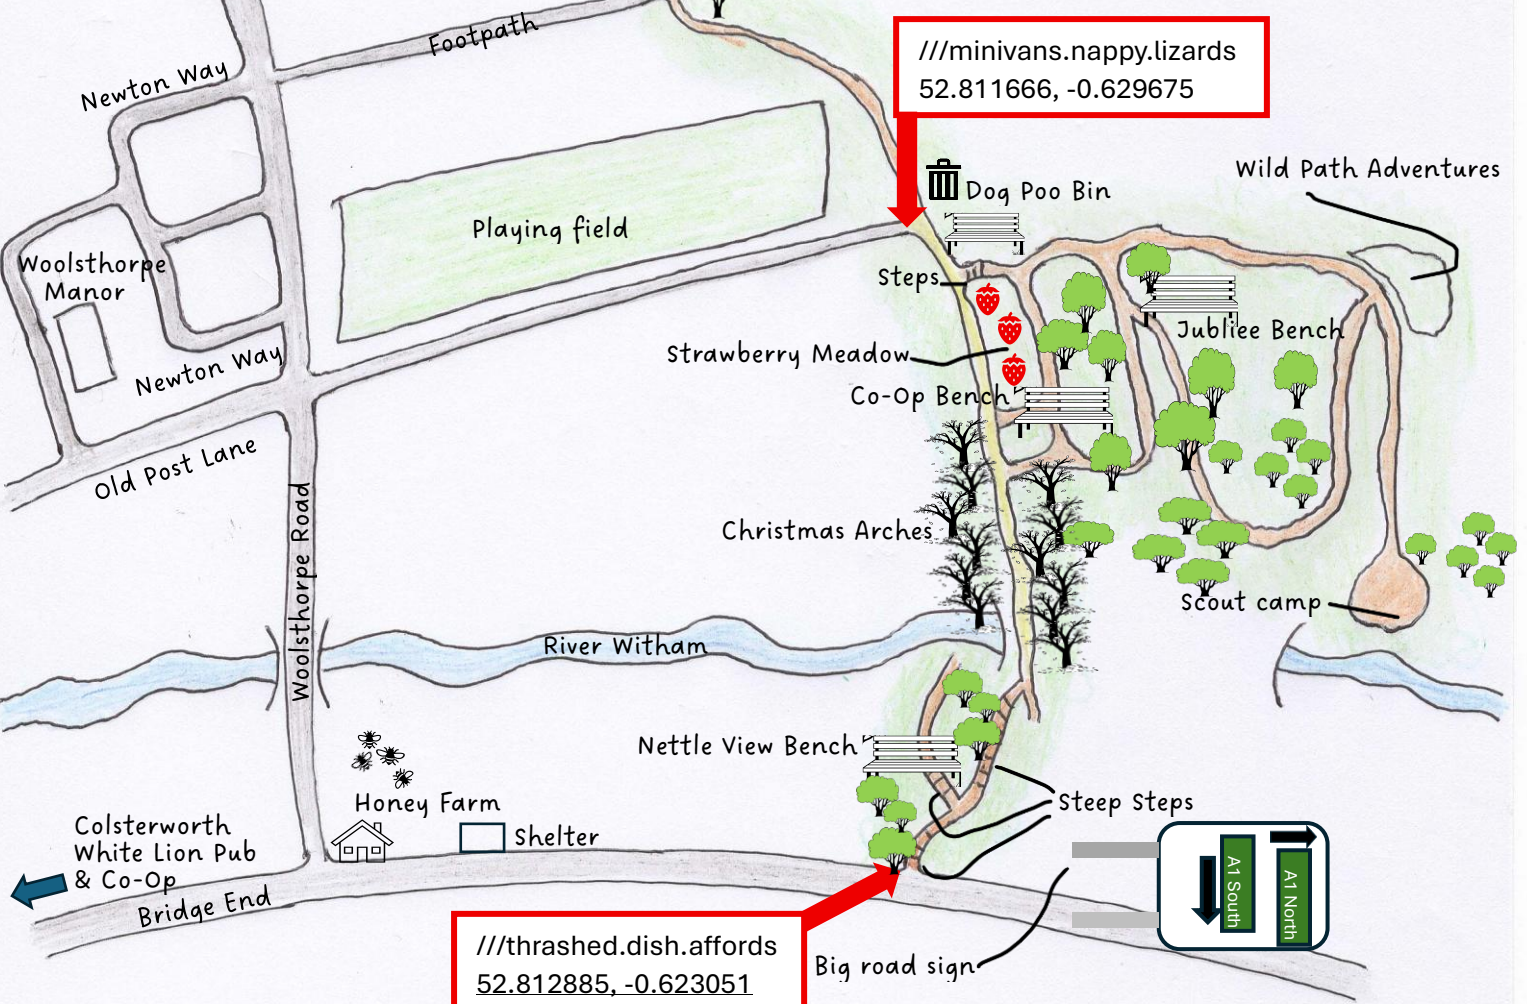 Footpath
///minivans.nappy.lizards
52.811666, -0.629675
Newton Way
Dog Poo Bin
Wild Path Adventures
Playing field
Woolsthorpe
Manor
Steps
Jubliee Bench
Newton Way
Strawberry Meadow
Co-Op Bench
Old Post Lane
Woolsthorpe Road
Christmas Arches
Scout camp
River Witham
Nettle View Bench
Honey Farm
Steep Steps
Colsterworth
White Lion Pub
& Co-Op
Shelter
A1 South
A1 North
Bridge End
///thrashed.dish.affords
52.812885, -0.623051
Big road sign